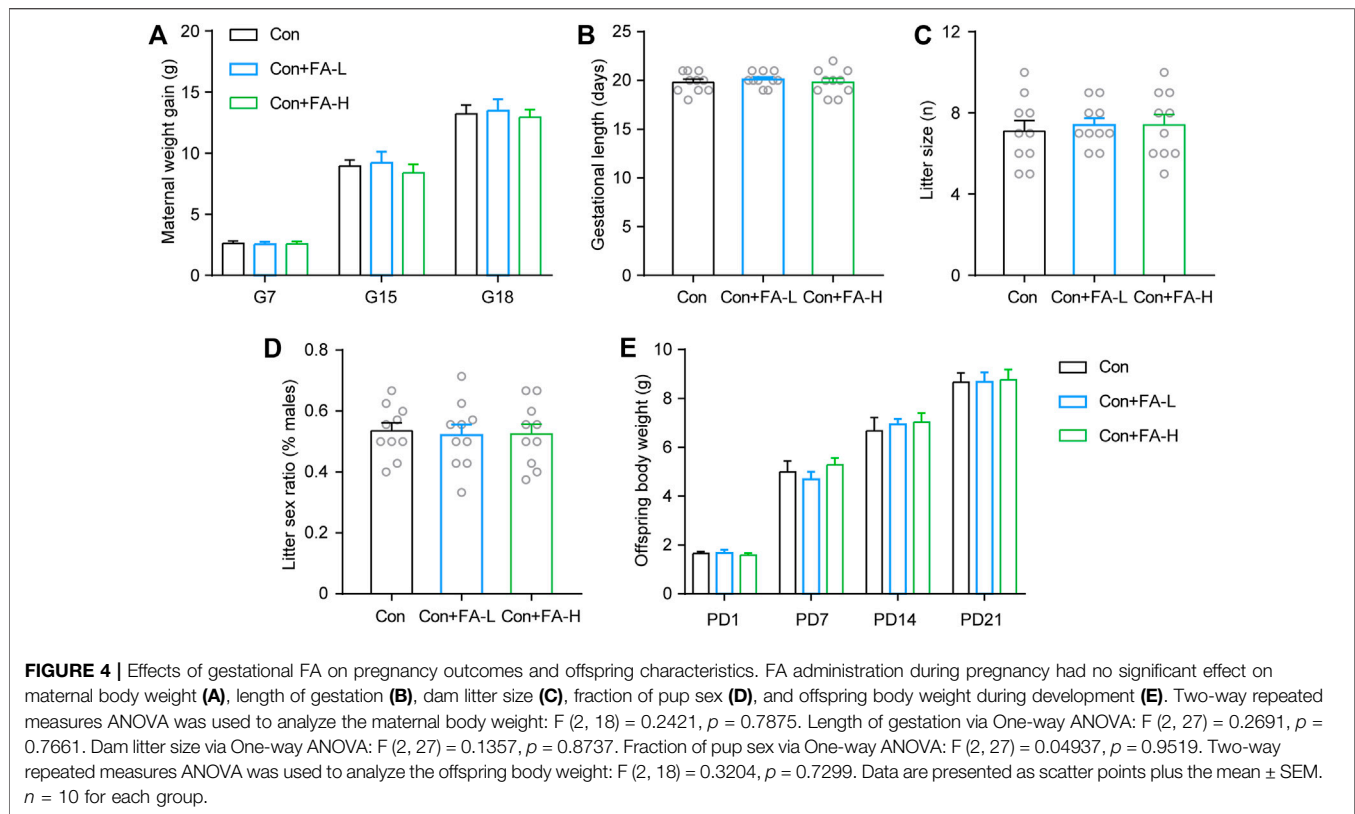 A
Con
Con+FA-L
Con+FA-H
Maternal weight gain (g)
20
15
10
5
0
G7 G15 G18
B
Gestational length (days)
25
20
15
10
5
0
Con Con+FA-L Con+FA-H
C
Litter size (n)
12
8
4
0
Con Con+FA-L Con+FA-H
D
Litter sex ratio (% males)
0.8
0.6
0.4
0.2
0
Con Con+FA-L Con+FA-H
E
Offspring body weight (g)
10
8
6
4
2
0
PD1 PD7 PD14 PD21
Con
Con+FA-L
Con+FA-H
FIGURE 4 | Effects of gestational FA on pregnancy outcomes and offspring characteristics. FA administration during pregnancy had no significant effect on
maternal body weight (A), length of gestation (B), dam litter size (C), fraction of pup sex (D), and offspring body weight during development (E). Two-way repeated
measures ANOVA was used to analyze the maternal body weight: F (2, 18) = 0.2421, p = 0.7875. Length of gestation via One-way ANOVA: F (2, 27) = 0.2691, p =
0.7661. Dam litter size via One-way ANOVA: F (2, 27) = 0.1357, p = 0.8737. Fraction of pup sex via One-way ANOVA: F (2, 27) = 0.04937, p = 0.9519. Two-way
repeated measures ANOVA was used to analyze the offspring body weight: F (2, 18) = 0.3204, p = 0.7299. Data are presented as scatter points plus the mean ± SEM.
n = 10 for each group.